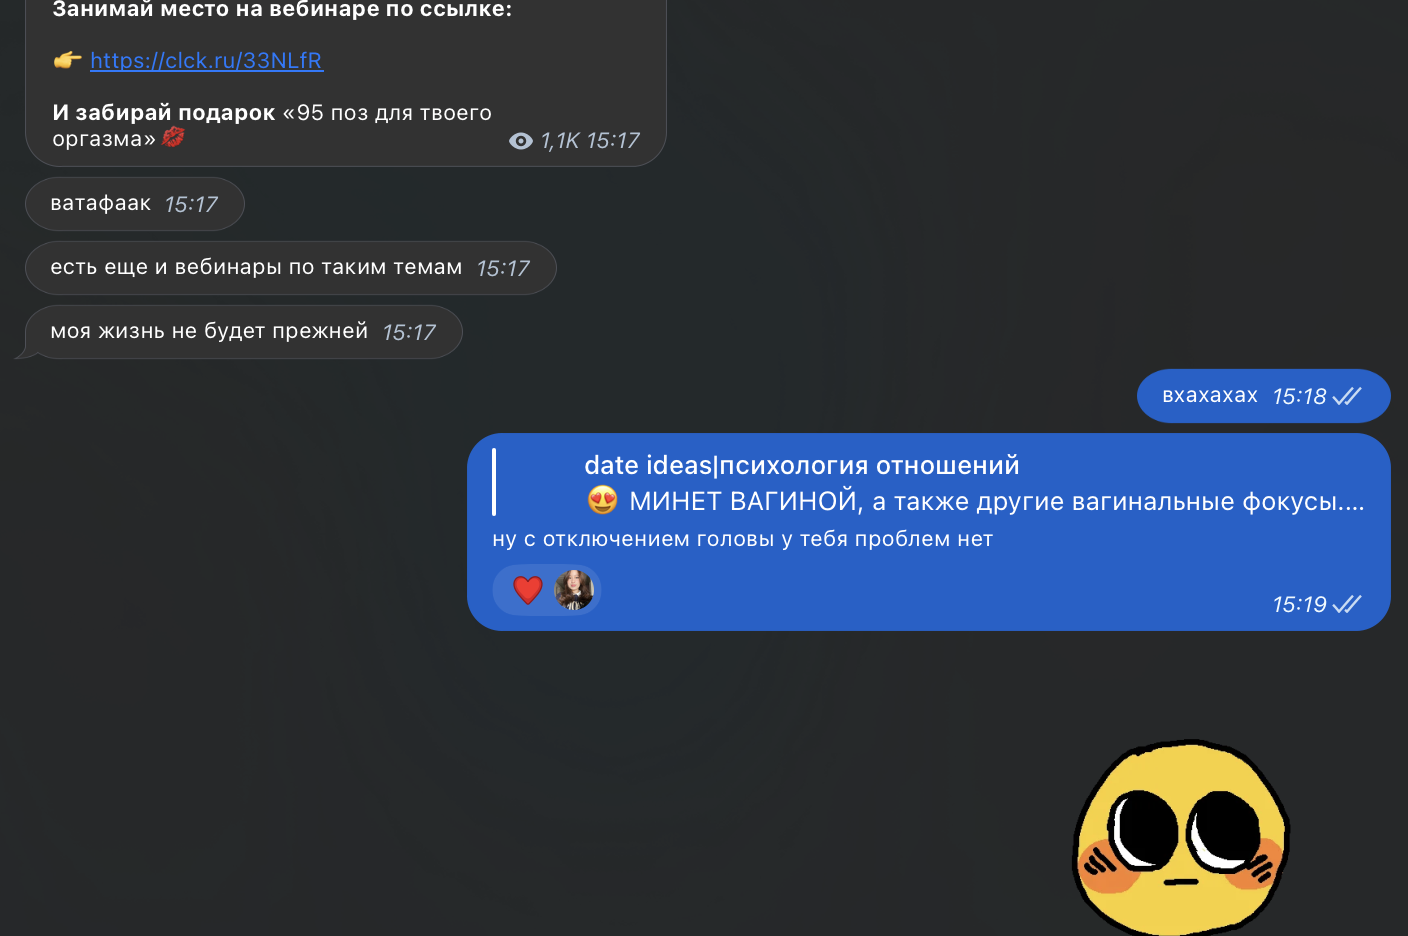 Занимай место на вебинаре по ссылке:
👉 https://clck.ru/33NLfR
И забирай подарок «95 поз для твоего
оргазма»💋 1,1K 15:17
ватафаак 15:17
есть еще и вебинары по таким темам 15:17
моя жизнь не будет прежней 15:17
вхахахах 15:18
date ideas|психология отношений
😍 МИНЕТ ВАГИНОЙ, а также другие вагинальные фокусы....
ну с отключением головы у тебя проблем нет
❤️ 15:19